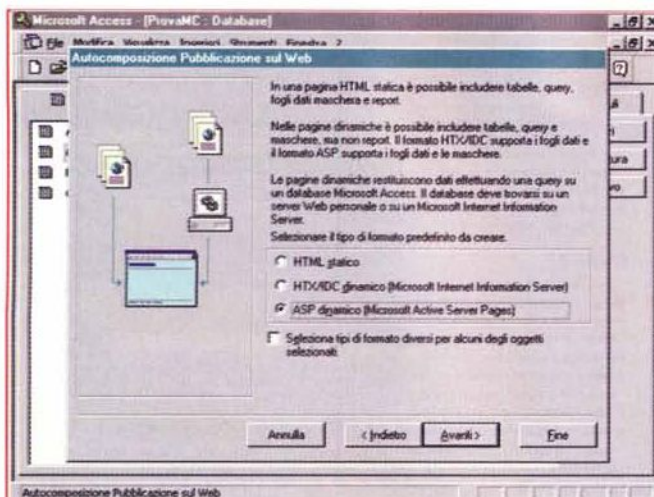 Microsoft Access - [ProvaMC : Database]
File Modifica Visualizza Inserisci Strumenti Finestra ?
Autocomposizione Pubblicazione sul Web
In una pagina HTML statica è possibile includere tabelle, query,
fogli dati maschera e report.
Nelle pagine dinamiche è possibile includere tabelle, query e
maschere, ma non report. Il formato HTX/IDC supporta i fogli dati e
il formato ASP supporta i fogli dati e le maschere.
Le pagine dinamiche restituiscono dati effettuando una query su
un database Microsoft Access. Il database deve trovarsi su un
server Web personale o su un Microsoft Internet Information
Server.
Selezionare il tipo di formato predefinito da creare.
HTML statico
HTX/IDC dinamico (Microsoft Internet Information Server)
ASP dinamico (Microsoft Active Server Pages)
Seleziona tipi di formato diversi per alcuni degli oggetti
selezionati
Annulla < Indietro Avanti > Fine
Autocomposizione Pubblicazione sul Web